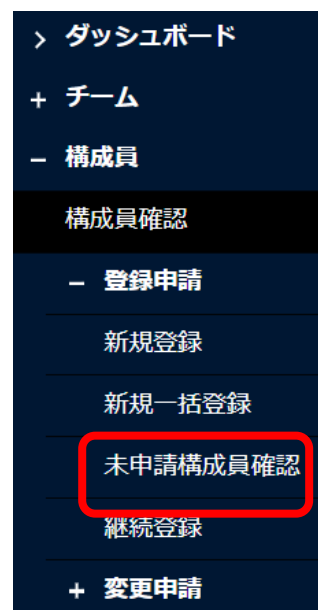 > ダッシュボード
+ チーム
– 構成員
構成員確認
– 登録申請
新規登録
新規一括登録
未申請構成員確認
継続登録
+ 変更申請